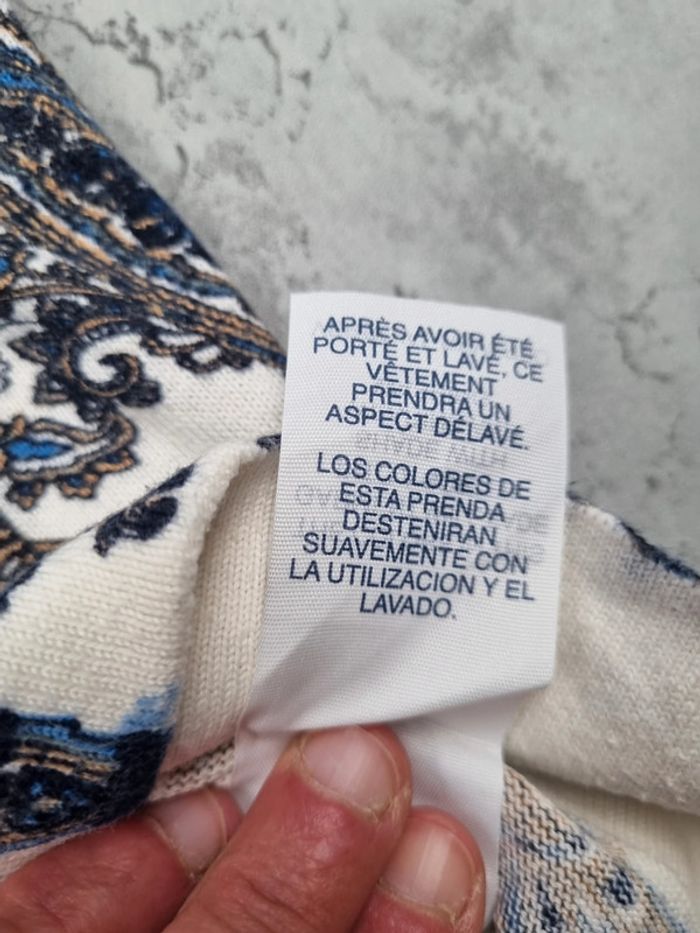 APRÈS AVOIR ÉTÉ
PORTÉ ET LAVÉ, CE
VÊTEMENT
PRENDRA UN
ASPECT DÉLAVÉ.
LOS COLORES DE
ESTA PRENDA
DESTENIRAN
SUAVEMENTE CON
LA UTILIZACION Y EL
LAVADO.